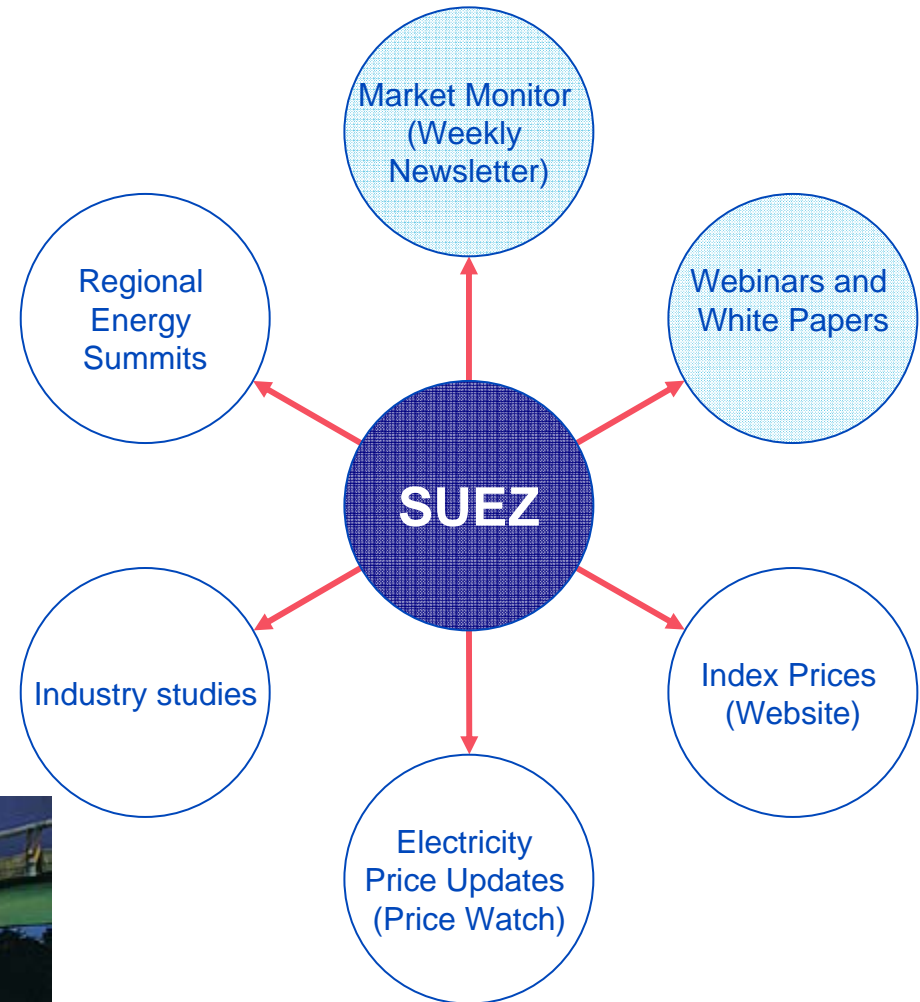 Market Monitor
(Weekly
Newsletter)
Regional
Energy
Summits
Webinars and
White Papers
SUEZ
Industry studies
Index Prices
(Website)
Electricity
Price Updates
(Price Watch)